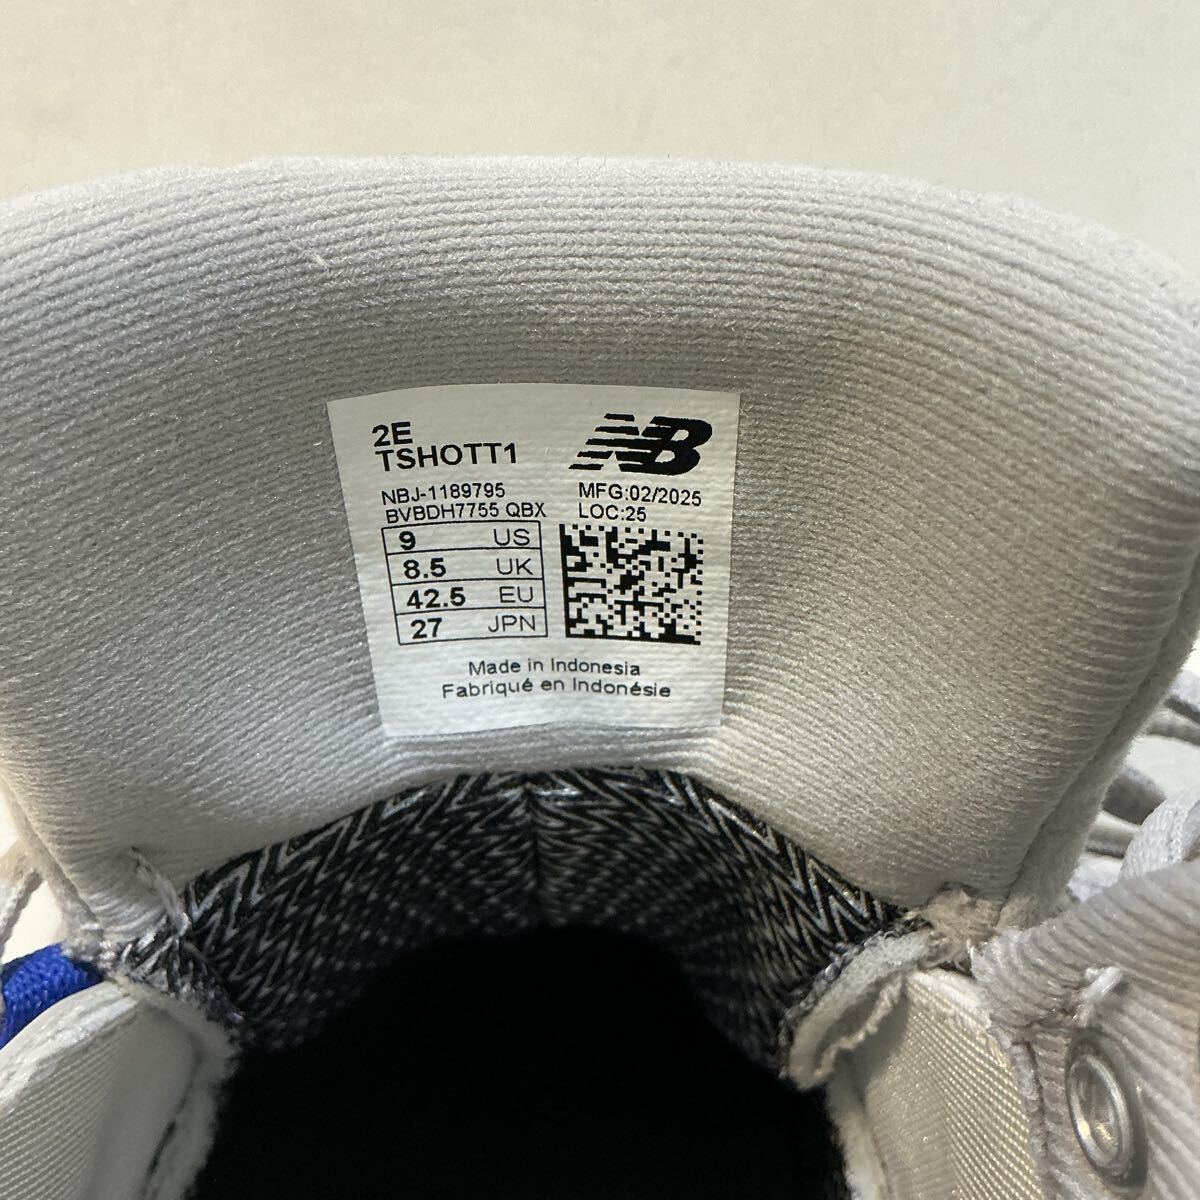 2E
TSHOTT1
NB
NBJ-1189795
BVBDH7755 QBX
MFG:02/2025
LOC:25
9 US
8.5 UK
42.5 EU
27 JPN
Made in Indonesia
Fabriqué en Indonésie